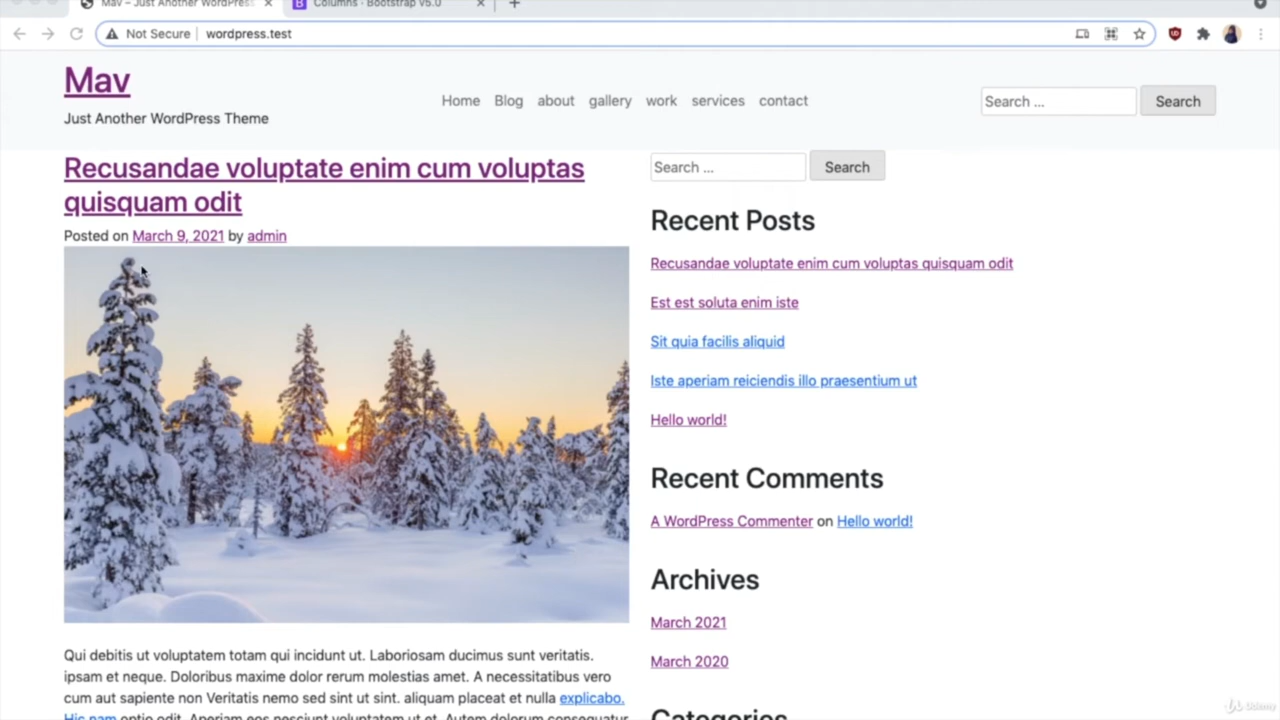 Mav – Just Another WordPress
Columns · Bootstrap v5.0
Not Secure
wordpress.test
Mav
Just Another WordPress Theme
Home Blog about gallery work services contact
Search …
Search
Recusandae voluptate enim cum voluptas
quisquam odit
Posted on March 9, 2021 by admin
Qui debitis ut voluptatem totam qui incidunt ut. Laboriosam ducimus sunt veritatis.
ipsam et neque. Doloribus maxime dolor rerum molestias amet. A necessitatibus vero
cum aut sapiente non Veritatis nemo sed sint ut sint. aliquam placeat et nulla explicabo.
Hic nam optio odit. Aperiam eos nesciunt voluptatum ut et. Autem dolorum consequatur
Search …
Search
Recent Posts
Recusandae voluptate enim cum voluptas quisquam odit
Est est soluta enim iste
Sit quia facilis aliquid
Iste aperiam reiciendis illo praesentium ut
Hello world!
Recent Comments
A WordPress Commenter on Hello world!
Archives
March 2021
March 2020
Categories
Udemy